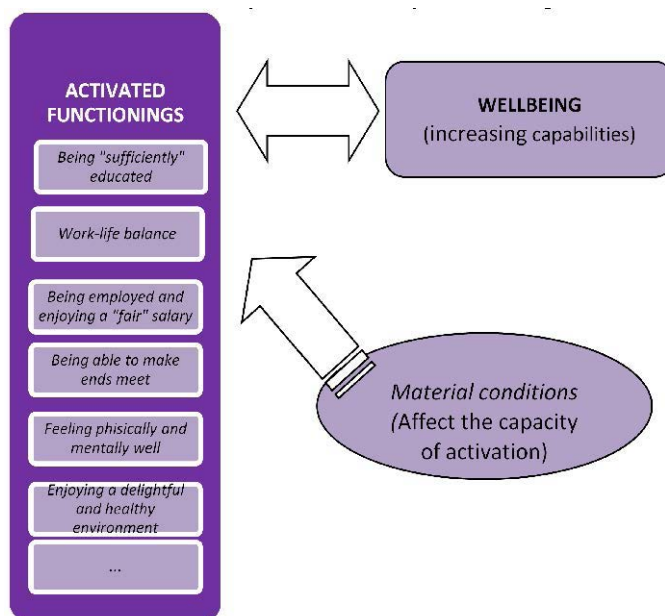 ACTIVATED
FUNCTIONINGS
Being "sufficiently"
educated
Work-life balance
Being employed and
enjoying a "fair" salary
Being able to make
ends meet
Feeling phisically and
mentally well
Enjoying a delightful
and healthy
environment
...
WELLBEING
(increasing capabilities)
Material conditions
(Affect the capacity
of activation)